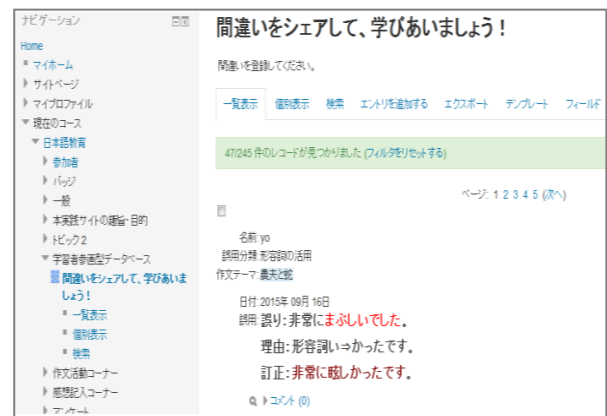 ナビゲーション
Home
マイホーム
サイトページ
マイプロファイル
現在のコース
日本語教育
参加者
バッジ
一般
本実践サイトの趣旨・目的
トピック 2
学習者参画型データベース
間違いをシェアして、学びあいま
しょう！
一覧表示
個別表示
検索
作文活動コーナー
感想記入コーナー
アンケート
間違いをシェアして、学びあいましょう！
間違いを登録してください。
一覧表示 個別表示 検索 エントリを追加する エクスポート テンプレート フィールド
47/245 件のレコードが見つかりました (フィルタをリセットする)
ページ: 1 2 3 4 5 (次へ)
名前: yo
誤用分類: 形容詞の活用
作文テーマ: 農夫と蛇
日付: 2015年 09月 16日
誤用: 誤り: 非常にまぶしいでした。
理由: 形容詞い⇒かったです。
訂正: 非常に眩しかったです。
コメント (0)